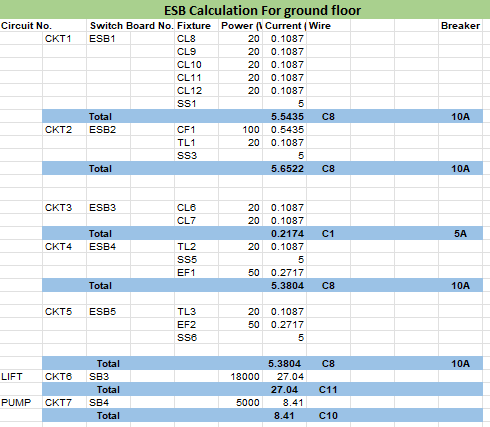 ESB Calculation For ground floor
Circuit No. Switch Board No. Fixture Power (V Current ( Wire Breaker
CKT1 ESB1 CL8 20 0.1087
CL9 20 0.1087
CL10 20 0.1087
CL11 20 0.1087
CL12 20 0.1087
SS1 5
Total 5.5435 C8 10A
CKT2 ESB2 CF1 100 0.5435
TL1 20 0.1087
SS3 5
Total 5.6522 C8 10A
CKT3 ESB3 CL6 20 0.1087
CL7 20 0.1087
Total 0.2174 C1 5A
CKT4 ESB4 TL2 20 0.1087
SS5 5
EF1 50 0.2717
Total 5.3804 C8 10A
CKT5 ESB5 TL3 20 0.1087
EF2 50 0.2717
SS6 5
Total 5.3804 C8 10A
LIFT CKT6 SB3 18000 27.04
Total 27.04 C11
PUMP CKT7 SB4 5000 8.41
Total 8.41 C10